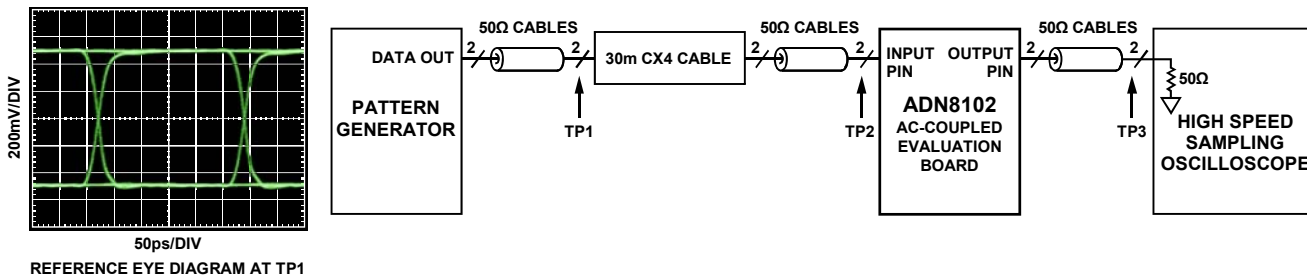 200mV/DIV
50ps/DIV
REFERENCE EYE DIAGRAM AT TP1
DATA OUT
PATTERN
GENERATOR
50Ω CABLES
2
2
TP1
30m CX4 CABLE
50Ω CABLES
2
2
TP2
INPUT
PIN
OUTPUT
PIN
ADN8102
AC-COUPLED
EVALUATION
BOARD
50Ω CABLES
2
2
TP3
50Ω
HIGH SPEED
SAMPLING
OSCILLOSCOPE